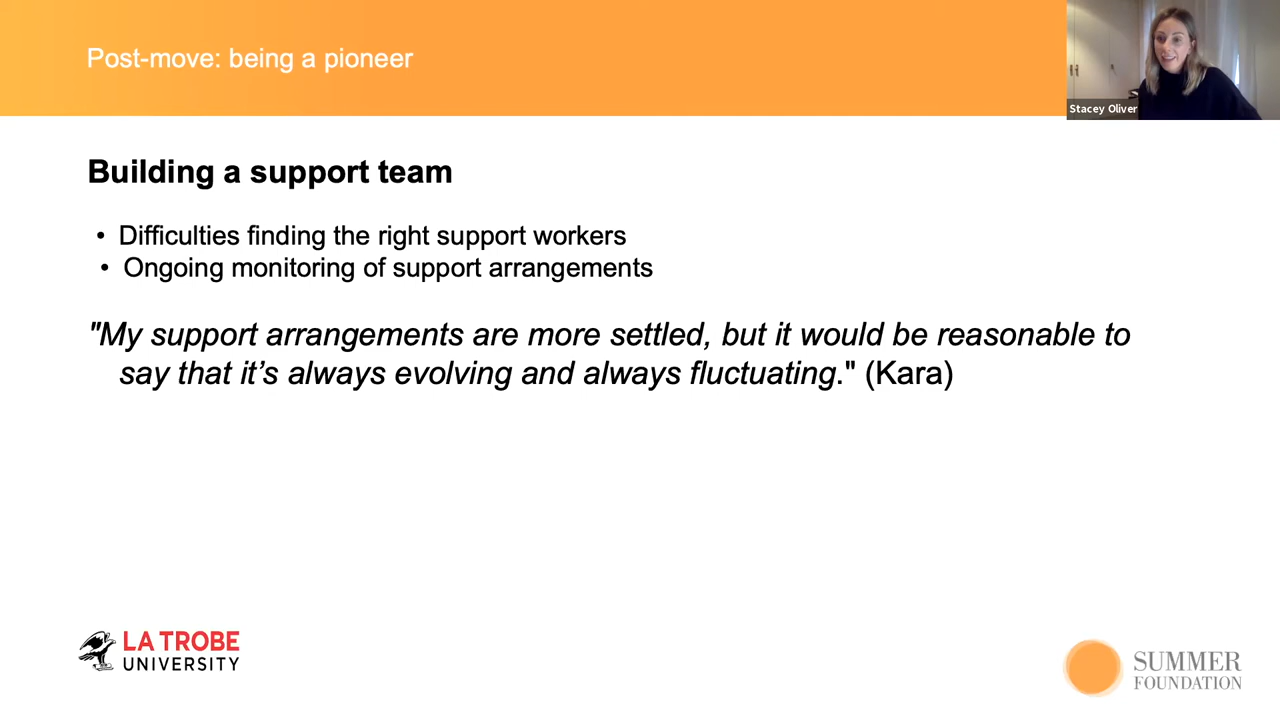 Post-move: being a pioneer
Stacey Oliver
Building a support team
• Difficulties finding the right support workers
• Ongoing monitoring of support arrangements
"My support arrangements are more settled, but it would be reasonable to
say that it’s always evolving and always fluctuating." (Kara)
LA TROBE
UNIVERSITY
SUMMER
FOUNDATION